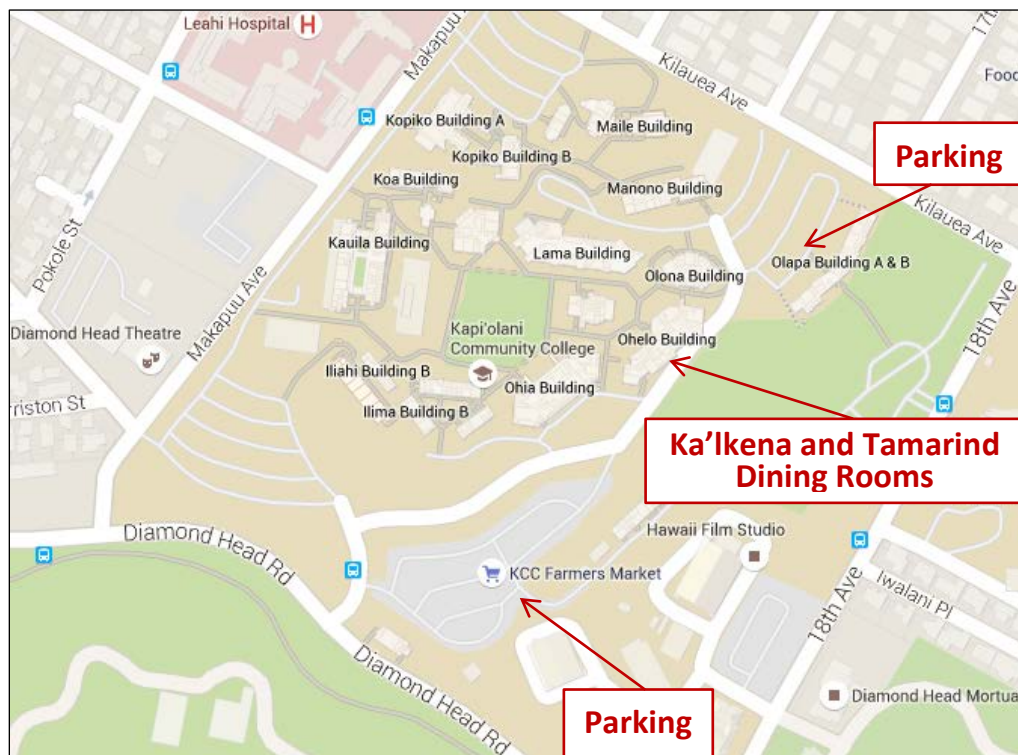 Leahi Hospital
H
Makapuu
Kilauea Ave
17th
Food
Kopiko Building A
Maile Building
Kopiko Building B
Parking
Koa Building
Manono Building
Pokole St
Kilauea Ave
Kauila Building
Lama Building
Olapa Building A & B
Olona Building
Makapuu Ave
Diamond Head Theatre
Kapi'olani
Community College
Ohelo Building
18th Ave
Iliahi Building B
Ohia Building
rriston St
Ilima Building B
Ka’lkena and Tamarind
Dining Rooms
Diamond Head Rd
Hawaii Film Studio
KCC Farmers Market
Iwalani Pl
18th Ave
Diamond Head Rd
Diamond Head Mortua
Parking